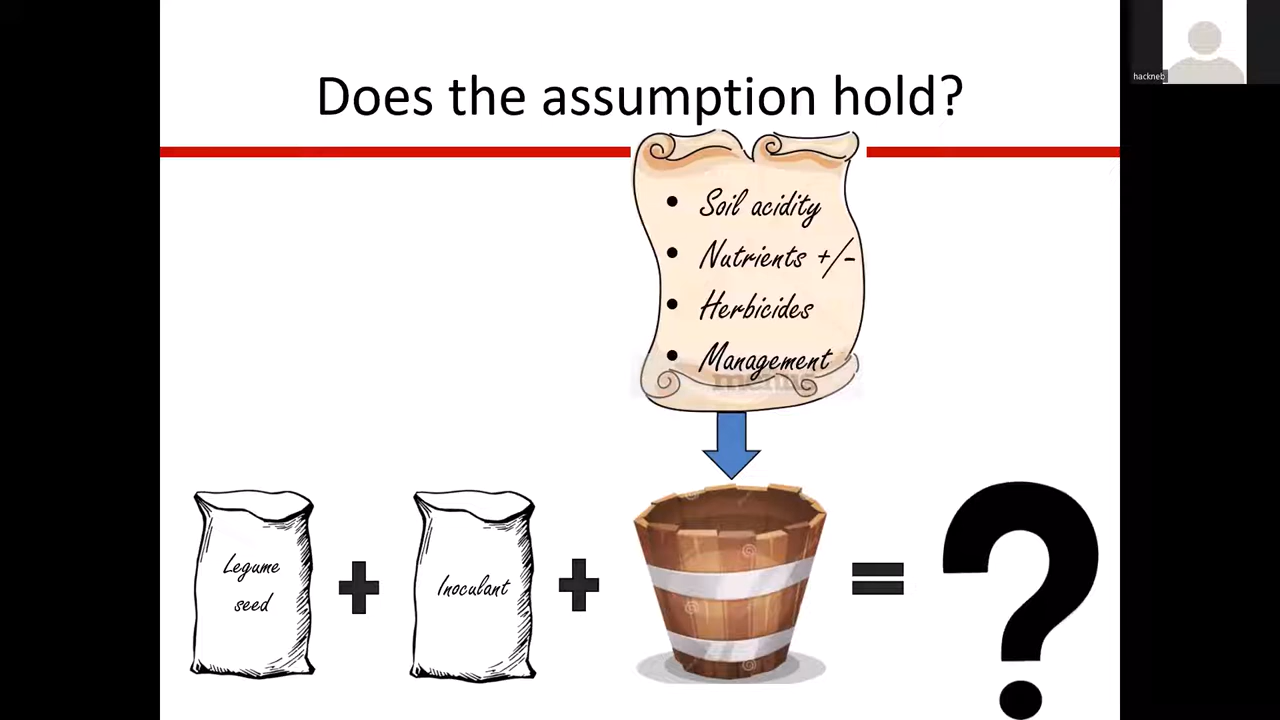 Does the assumption hold?
hackneb
• Soil acidity
• Nutrients +/-
• Herbicides
• Management
Legume
seed
+
Inoculant
+
=
?